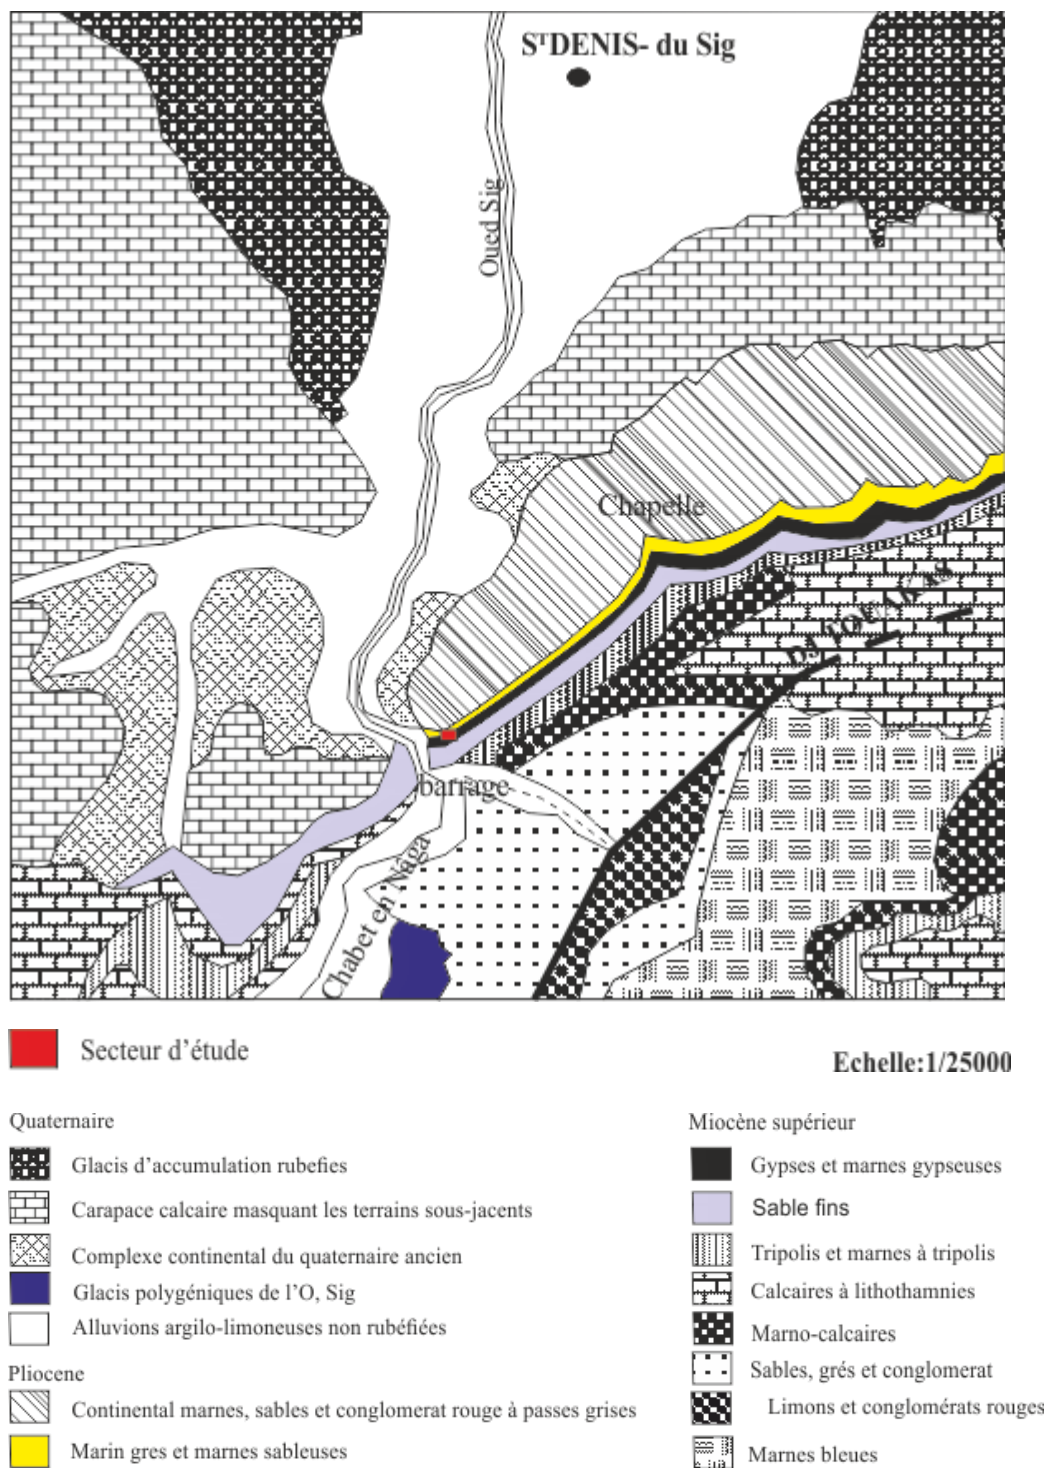 SᵗDENIS- du Sig
Oued Sig
Chapelle
DJ TOUAKAS
barrage
Chabet en Naga
Secteur d’étude
Echelle:1/25000
Quaternaire
Glacis d’accumulation rubefies
Carapace calcaire masquant les terrains sous-jacents
Complexe continental du quaternaire ancien
Glacis polygéniques de l’O, Sig
Alluvions argilo-limoneuses non rubéfiées
Pliocene
Continental marnes, sables et conglomerat rouge à passes grises
Marin gres et marnes sableuses
Miocène supérieur
Gypses et marnes gypseuses
Sable fins
Tripolis et marnes à tripolis
Calcaires à lithothamnies
Marno-calcaires
Sables, grés et conglomerat
Limons et conglomérats rouges
Marnes bleues